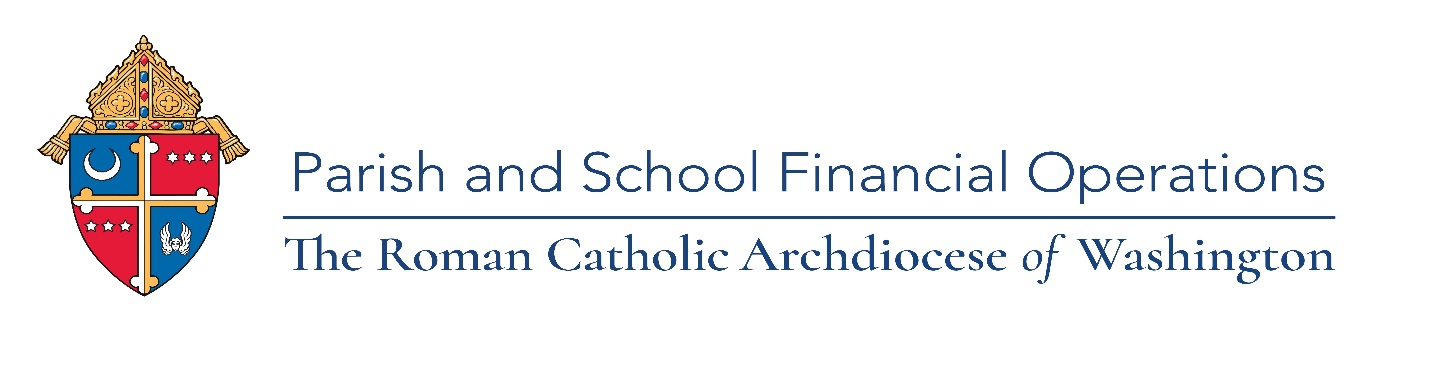 Parish and School Financial Operations
The Roman Catholic Archdiocese of Washington